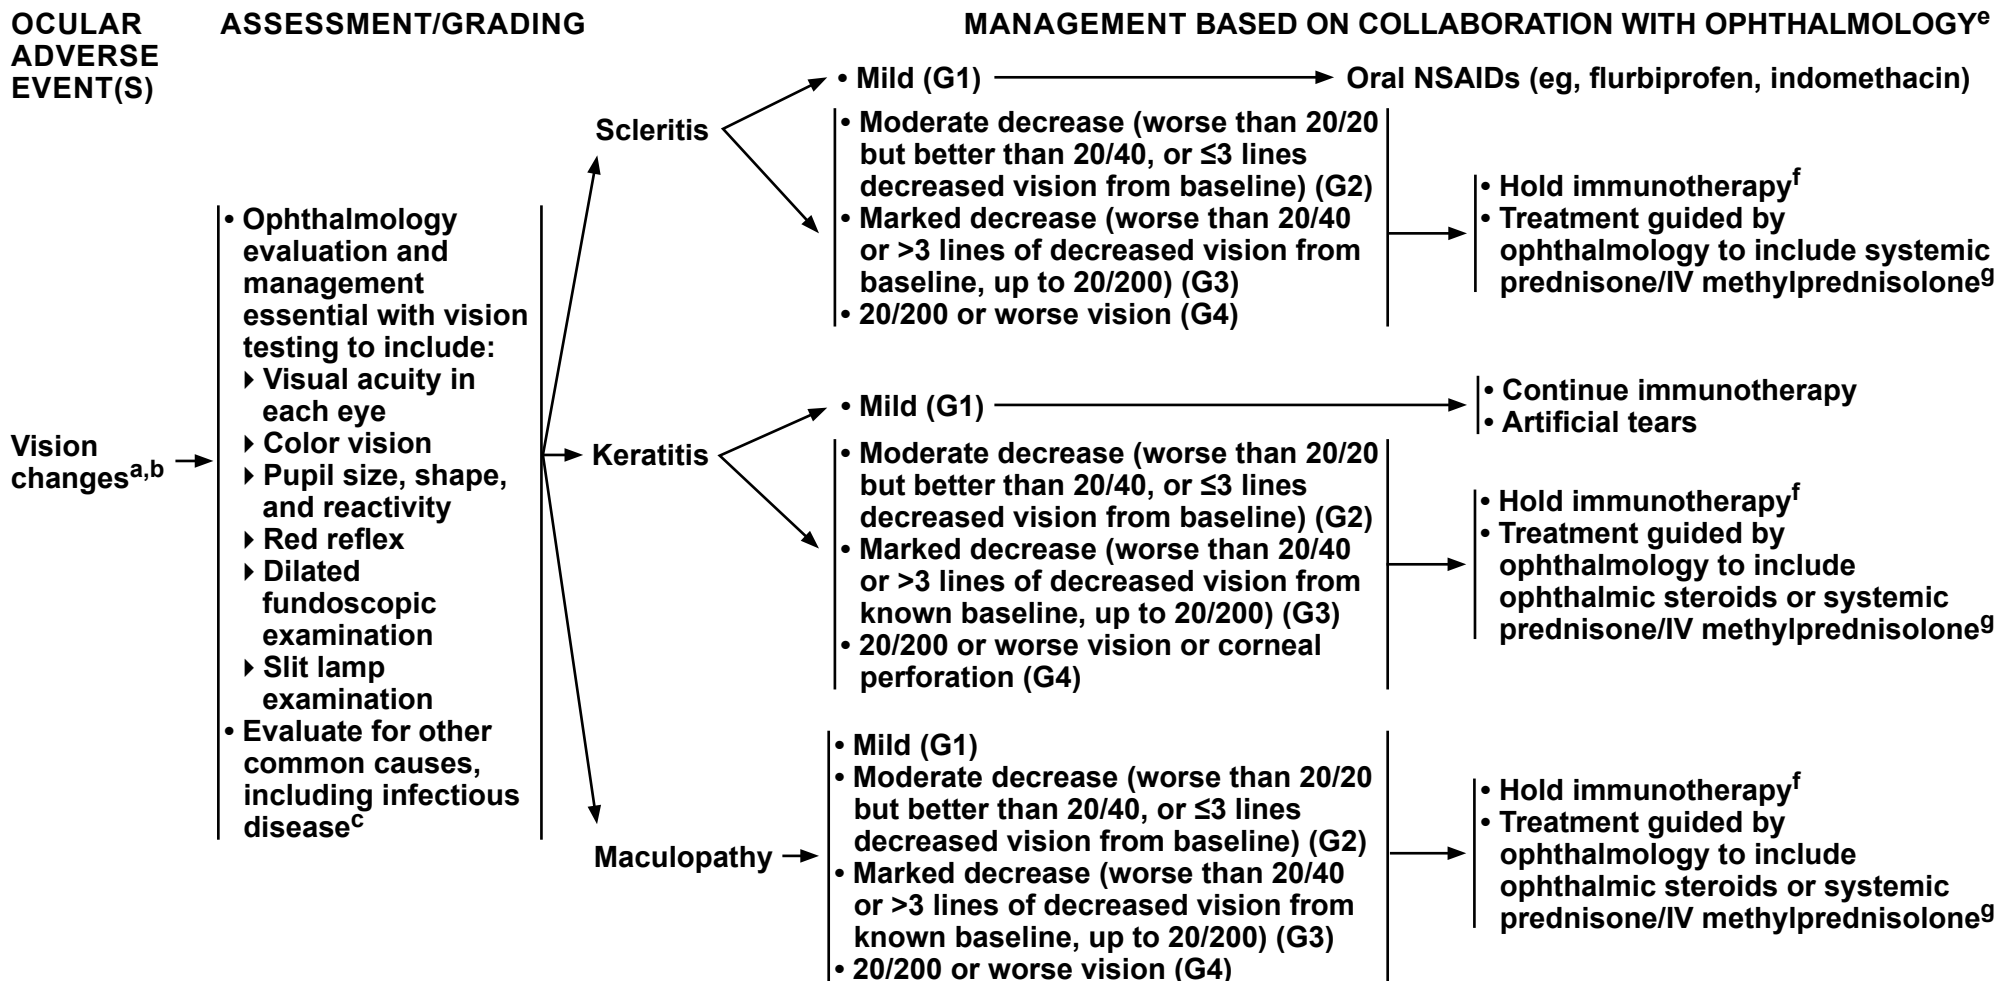 OCULAR
ADVERSE
EVENT(S)
ASSESSMENT/GRADING
MANAGEMENT BASED ON COLLABORATION WITH OPHTHALMOLOGYe
Vision
changesa,b
• Ophthalmology
evaluation and
management
essential with vision
testing to include:
Visual acuity in
each eye
Color vision
Pupil size, shape,
and reactivity
Red reflex
Dilated
fundoscopic
examination
Slit lamp
examination
• Evaluate for other
common causes,
including infectious
diseasec
Scleritis
• Mild (G1)
Oral NSAIDs (eg, flurbiprofen, indomethacin)
• Moderate decrease (worse than 20/20
but better than 20/40, or ≤3 lines
decreased vision from baseline) (G2)
• Marked decrease (worse than 20/40
or >3 lines of decreased vision from
baseline, up to 20/200) (G3)
• 20/200 or worse vision (G4)
• Hold immunotherapyf
• Treatment guided by
ophthalmology to include systemic
prednisone/IV methylprednisoloneg
Keratitis
• Mild (G1)
• Continue immunotherapy
• Artificial tears
• Moderate decrease (worse than 20/20
but better than 20/40, or ≤3 lines
decreased vision from baseline) (G2)
• Marked decrease (worse than 20/40
or >3 lines of decreased vision from
known baseline, up to 20/200) (G3)
• 20/200 or worse vision or corneal
perforation (G4)
• Hold immunotherapyf
• Treatment guided by
ophthalmology to include
ophthalmic steroids or systemic
prednisone/IV methylprednisoloneg
Maculopathy
• Mild (G1)
• Moderate decrease (worse than 20/20
but better than 20/40, or ≤3 lines
decreased vision from baseline) (G2)
• Marked decrease (worse than 20/40
or >3 lines of decreased vision from
known baseline, up to 20/200) (G3)
• 20/200 or worse vision (G4)
• Hold immunotherapyf
• Treatment guided by
ophthalmology to include
ophthalmic steroids or systemic
prednisone/IV methylprednisoloneg